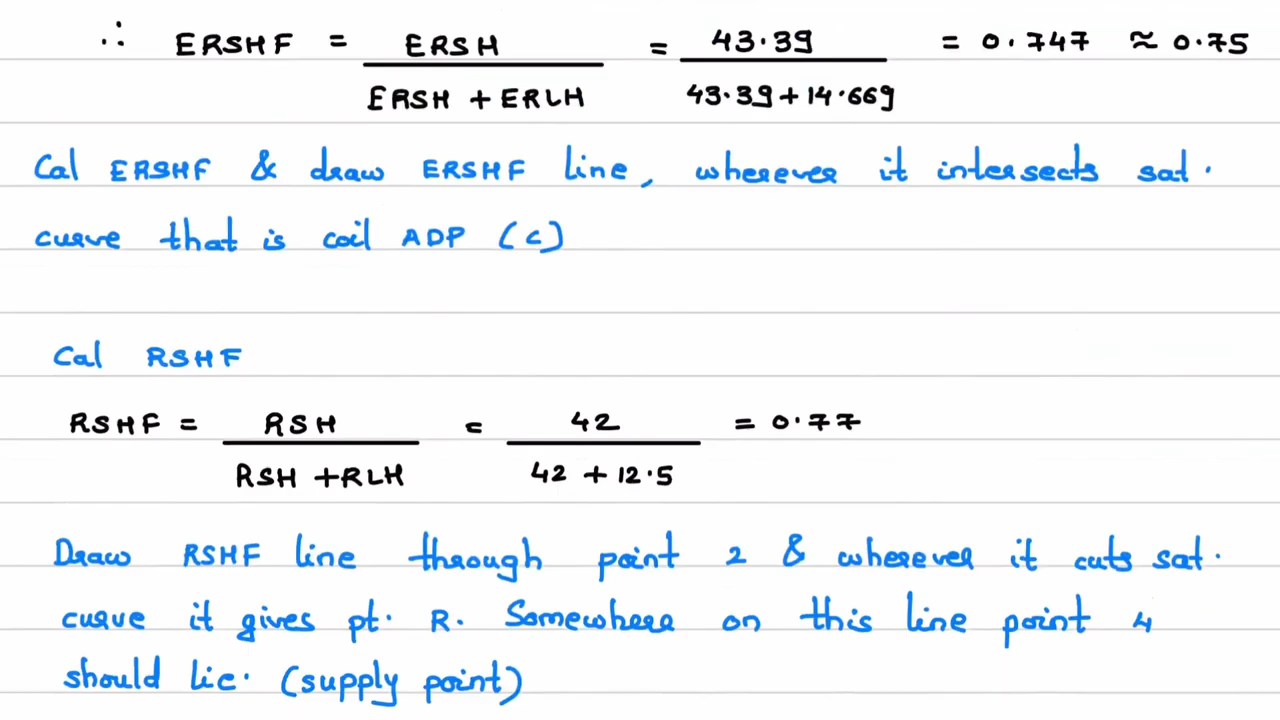 ∴ ERSHF = ERSH / (ERSH + ERLH) = 43.39 / (43.39 + 14.669) = 0.747 ≈ 0.75
Cal ERSHF & draw ERSHF line, wherever it intersects sat.
curve that is coil ADP (c)
Cal RSHF
RSHF = RSH / (RSH + RLH) = 42 / (42 + 12.5) = 0.77
Draw RSHF line through point 2 & wherever it cuts sat.
curve it gives pt. R. Somewhere on this line point 4
should lie. (supply point)